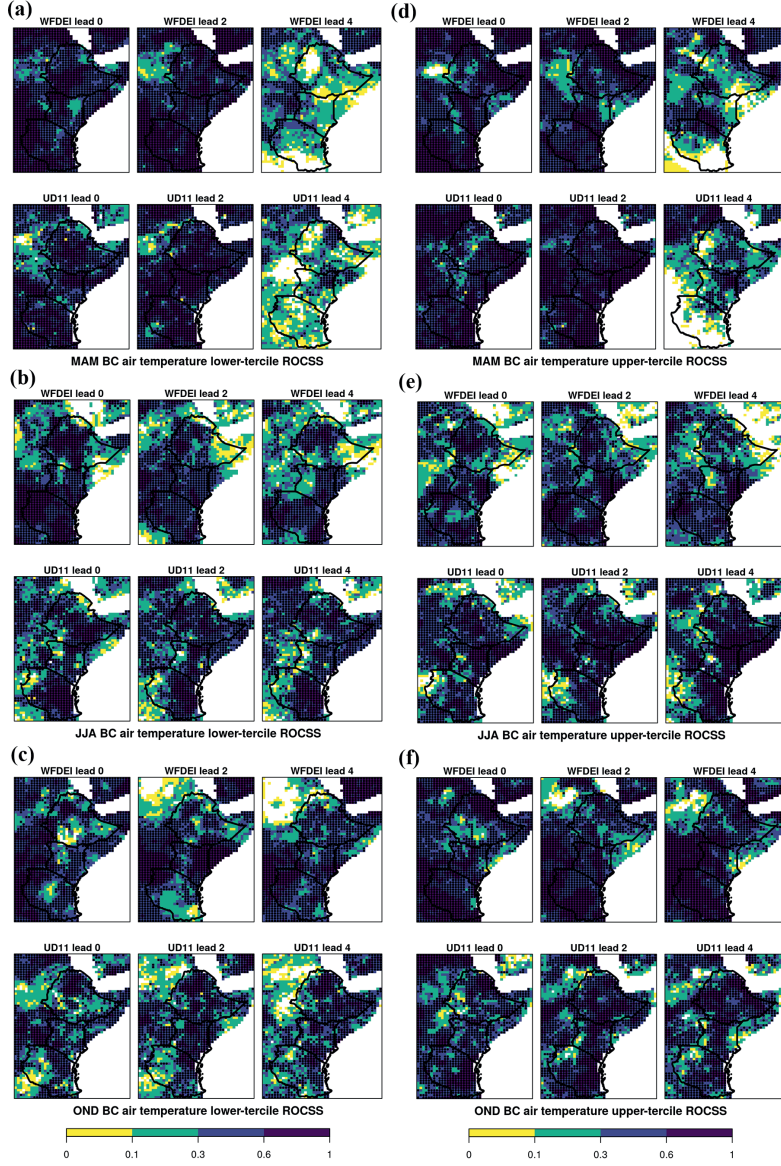 (a)
WFDEI lead 0 WFDEI lead 2 WFDEI lead 4
UD11 lead 0 UD11 lead 2 UD11 lead 4
MAM BC air temperature lower-tercile ROCSS
(d)
WFDEI lead 0 WFDEI lead 2 WFDEI lead 4
UD11 lead 0 UD11 lead 2 UD11 lead 4
MAM BC air temperature upper-tercile ROCSS
(b)
WFDEI lead 0 WFDEI lead 2 WFDEI lead 4
UD11 lead 0 UD11 lead 2 UD11 lead 4
JJA BC air temperature lower-tercile ROCSS
(e)
WFDEI lead 0 WFDEI lead 2 WFDEI lead 4
UD11 lead 0 UD11 lead 2 UD11 lead 4
JJA BC air temperature upper-tercile ROCSS
(c)
WFDEI lead 0 WFDEI lead 2 WFDEI lead 4
UD11 lead 0 UD11 lead 2 UD11 lead 4
OND BC air temperature lower-tercile ROCSS
0 0.1 0.3 0.6 1
(f)
WFDEI lead 0 WFDEI lead 2 WFDEI lead 4
UD11 lead 0 UD11 lead 2 UD11 lead 4
OND BC air temperature upper-tercile ROCSS
0 0.1 0.3 0.6 1